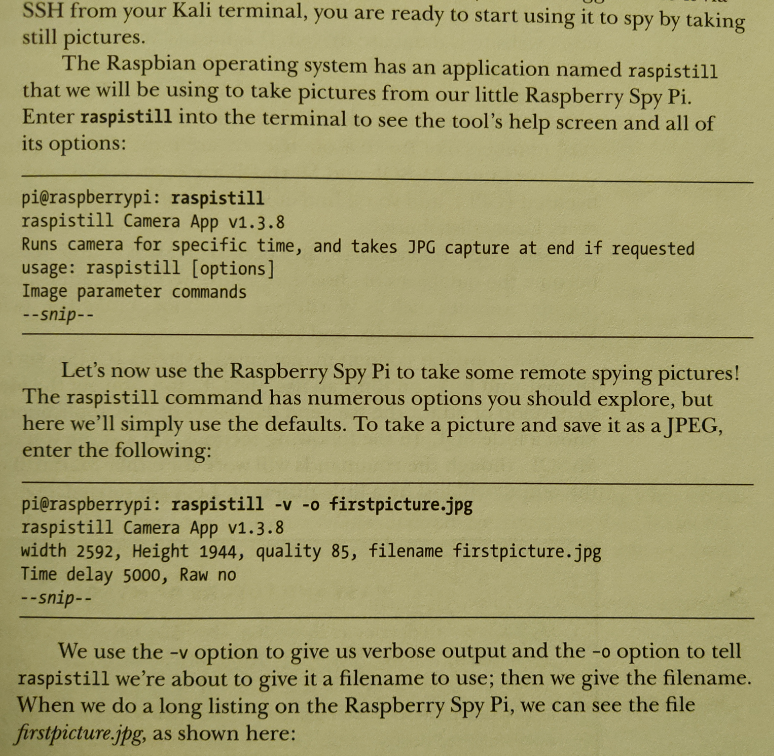 SSH from your Kali terminal, you are ready to start using it to spy by taking
still pictures.
The Raspbian operating system has an application named raspistill
that we will be using to take pictures from our little Raspberry Spy Pi.
Enter raspistill into the terminal to see the tool's help screen and all of
its options:
pi@raspberrypi: raspistill
raspistill Camera App v1.3.8
Runs camera for specific time, and takes JPG capture at end if requested
usage: raspistill [options]
Image parameter commands
--snip--
Let's now use the Raspberry Spy Pi to take some remote spying pictures!
The raspistill command has numerous options you should explore, but
here we'll simply use the defaults. To take a picture and save it as a JPEG,
enter the following:
pi@raspberrypi: raspistill -v -o firstpicture.jpg
raspistill Camera App v1.3.8
width 2592, Height 1944, quality 85, filename firstpicture.jpg
Time delay 5000, Raw no
--snip--
We use the -v option to give us verbose output and the -o option to tell
raspistill we're about to give it a filename to use; then we give the filename.
When we do a long listing on the Raspberry Spy Pi, we can see the file
firstpicture.jpg, as shown here: